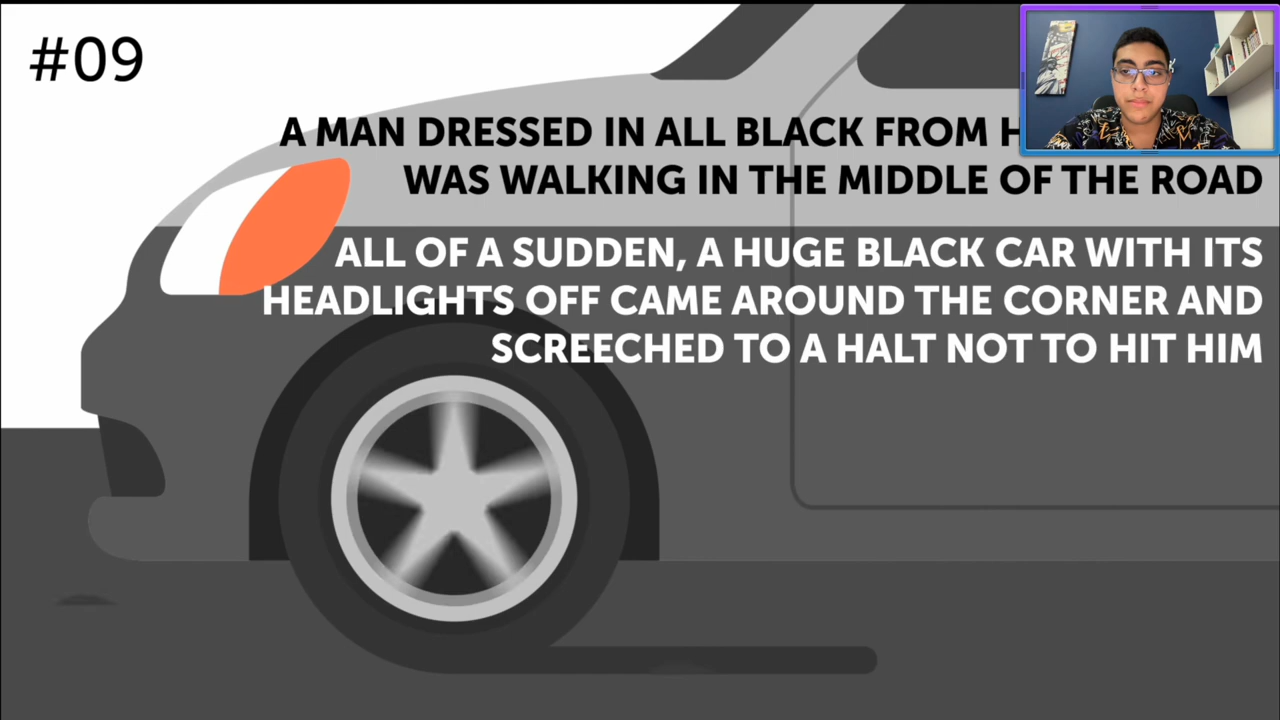 #09
A MAN DRESSED IN ALL BLACK FROM
WAS WALKING IN THE MIDDLE OF THE ROAD
ALL OF A SUDDEN, A HUGE BLACK CAR WITH ITS
HEADLIGHTS OFF CAME AROUND THE CORNER AND
SCREECHED TO A HALT NOT TO HIT HIM